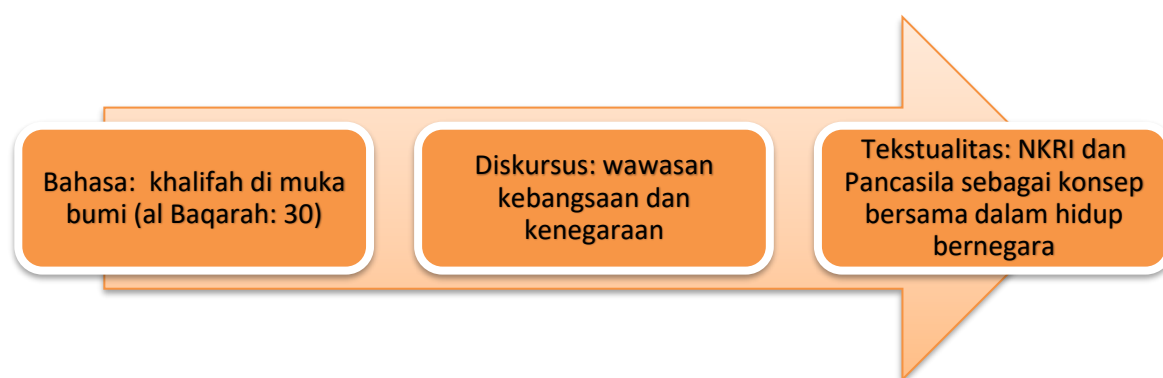 Bahasa:  khalifah di muka
bumi (al Baqarah: 30)
Diskursus: wawasan
kebangsaan dan
kenegaraan
Tekstualitas: NKRI dan
Pancasila sebagai konsep
bersama dalam hidup
bernegara